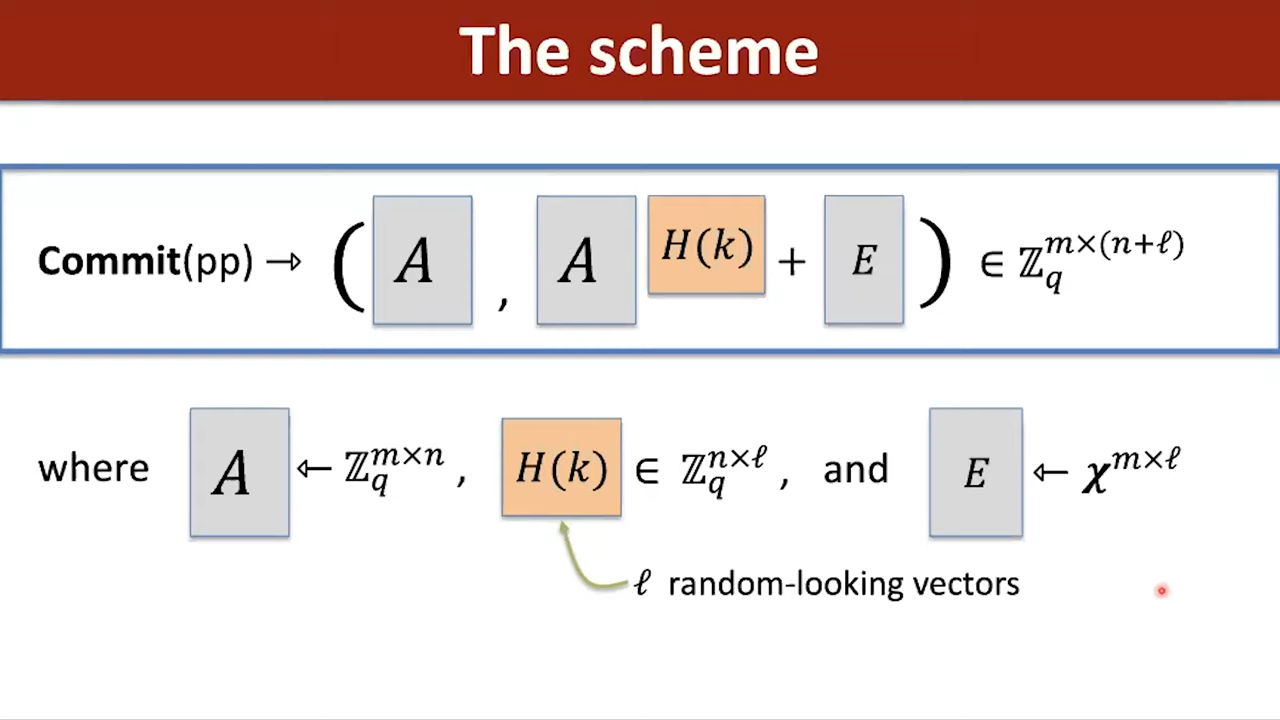 The scheme
Commit(pp) → ( A , A H(k) + E ) ∈ ℤ_q^{m×(n+ℓ)}
where A ← ℤ_q^{m×n} , H(k) ∈ ℤ_q^{n×ℓ} , and E ← χ^{m×ℓ}
ℓ random-looking vectors